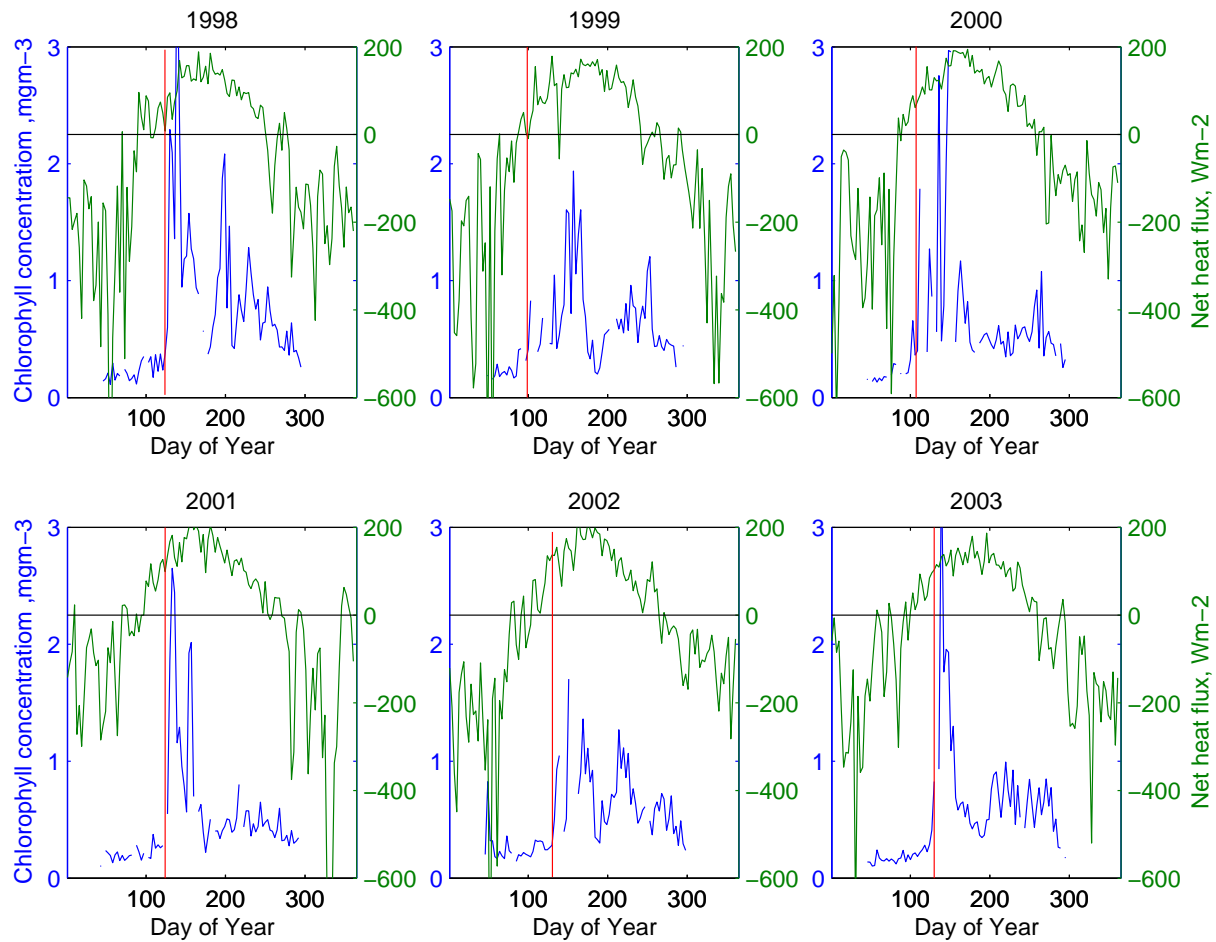 1998 1999 2000
3 200 3 200 3 200
2 0 2 0 2 0
−200 −200 −200
1 −400 1 −400 1 −400
0 −600 0 −600 0 −600
100 200 300 100 200 300 100 200 300
Day of Year Day of Year Day of Year
Chlorophyll concentratiom ,mgm−3
Net heat flux, Wm−2
2001 2002 2003
3 200 3 200 3 200
2 0 2 0 2 0
−200 −200 −200
1 −400 1 −400 1 −400
0 −600 0 −600 0 −600
100 200 300 100 200 300 100 200 300
Day of Year Day of Year Day of Year
Chlorophyll concentratiom ,mgm−3
Net heat flux, Wm−2